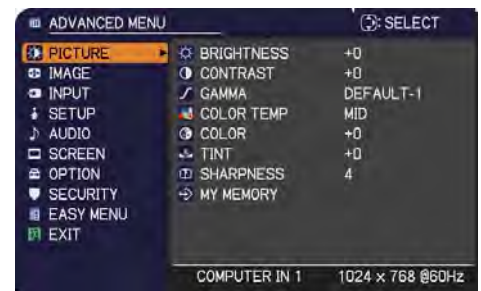 ADVANCED MENU : SELECT
PICTURE BRIGHTNESS +0
IMAGE CONTRAST +0
INPUT GAMMA DEFAULT-1
SETUP COLOR TEMP MID
AUDIO COLOR +0
SCREEN TINT +0
OPTION SHARPNESS 4
SECURITY MY MEMORY
EASY MENU
EXIT
COMPUTER IN 1 1024 x 768 @60Hz